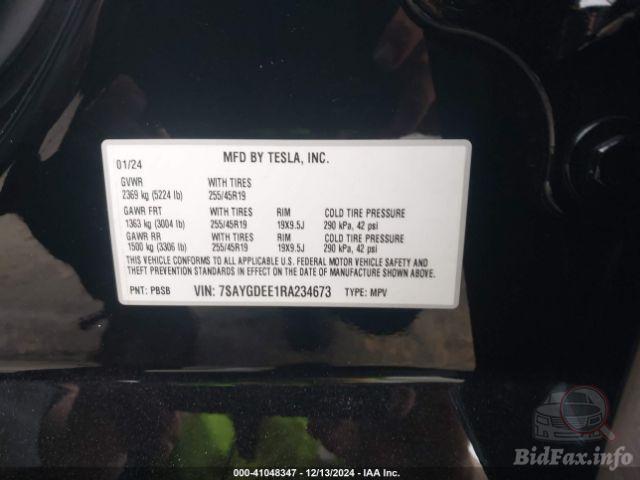 01/24 MFD BY TESLA, INC.
GVWR WITH TIRES
2369 kg (5224 lb) 255/45R19
GAWR FRT WITH TIRES RIM COLD TIRE PRESSURE
1363 kg (3004 lb) 255/45R19 19X9.5J 290 kPa, 42 psi
GAWR RR WITH TIRES RIM COLD TIRE PRESSURE
1500 kg (3306 lb) 255/45R19 19X9.5J 290 kPa, 42 psi
THIS VEHICLE CONFORMS TO ALL APPLICABLE U.S. FEDERAL MOTOR VEHICLE SAFETY AND
THEFT PREVENTION STANDARDS IN EFFECT ON THE DATE OF MANUFACTURE SHOWN ABOVE.
PNT: PBSB VIN: 7SAYGDEE1RA234673 TYPE: MPV
BidFax.info
000-41048347 - 12/13/2024 - IAA Inc.